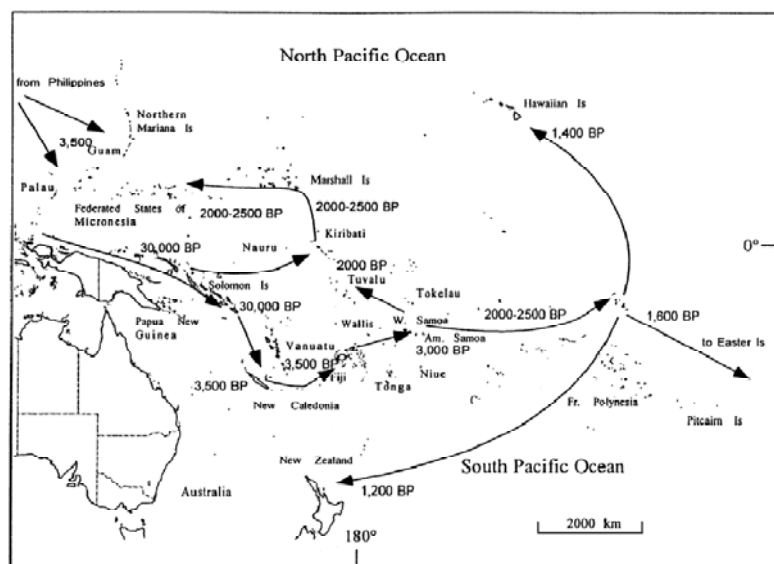 North Pacific Ocean
from Philippines
Hawaiian Is
Northern
Mariana Is
3,500
Guam
1,400 BP
Palau
Marshall Is
Federated States of
Micronesia
2000-2500 BP
2000-2500 BP
Kiribati
30,000 BP
Nauru
0°
2000 BP
Tuvalu
Solomon Is
Tokelau
30,000 BP
2000-2500 BP
Papua New
Guinea
W. Samoa
Wallis
1,600 BP
Vanuatu
Am. Samoa
to Easter Is
3,500 BP
3,000 BP
3,500 BP
Fiji
Tonga
Niue
New Caledonia
Fr. Polynesia
Pitcairn Is
New Zealand
South Pacific Ocean
Australia
1,200 BP
2000 km
180°